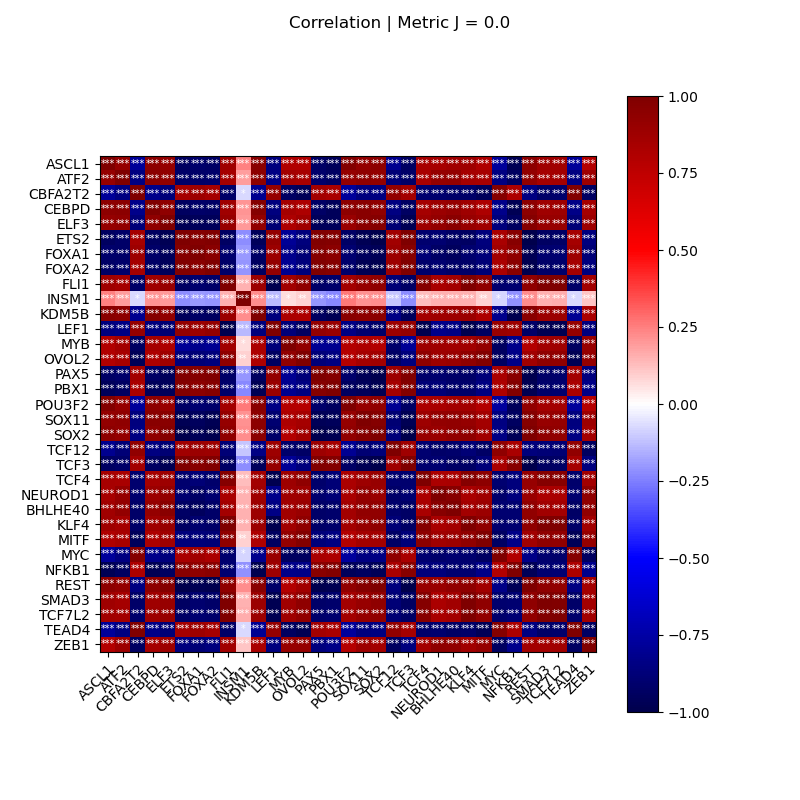 Correlation | Metric J = 0.0
ASCL1
ATF2
CBFA2T2
CEBPD
ELF3
ETS2
FOXA1
FOXA2
FLI1
INSM1
KDM5B
LEF1
MYB
OVOL2
PAX5
PBX1
POU3F2
SOX11
SOX2
TCF12
TCF3
TCF4
NEUROD1
BHLHE40
KLF4
MITF
MYC
NFKB1
REST
SMAD3
TCF7L2
TEAD4
ZEB1
ASCL1
ATF2
CBFA2T2
CEBPD
ELF3
ETS2
FOXA1
FOXA2
FLI1
INSM1
KDM5B
LEF1
MYB
OVOL2
PAX5
PBX1
POU3F2
SOX11
SOX2
TCF12
TCF3
TCF4
NEUROD1
BHLHE40
KLF4
MITF
MYC
NFKB1
REST
SMAD3
TCF7L2
TEAD4
ZEB1
1.00
0.75
0.50
0.25
0.00
−0.25
−0.50
−0.75
−1.00